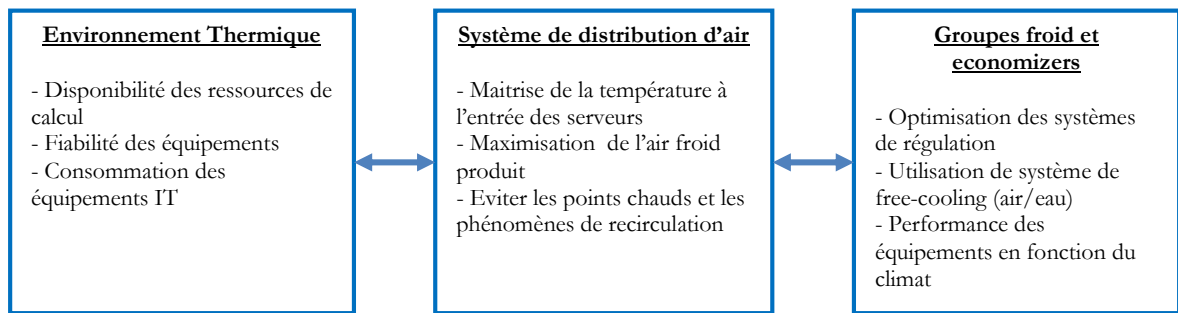 Environnement Thermique
- Disponibilité des ressources de
calcul
- Fiabilité des équipements
- Consommation des
équipements IT
Système de distribution d’air
- Maitrise de la température à
l’entrée des serveurs
- Maximisation de l’air froid
produit
- Eviter les points chauds et les
phénomènes de recirculation
Groupes froid et
economizers
- Optimisation des systèmes
de régulation
- Utilisation de système de
free-cooling (air/eau)
- Performance des
équipements en fonction du
climat